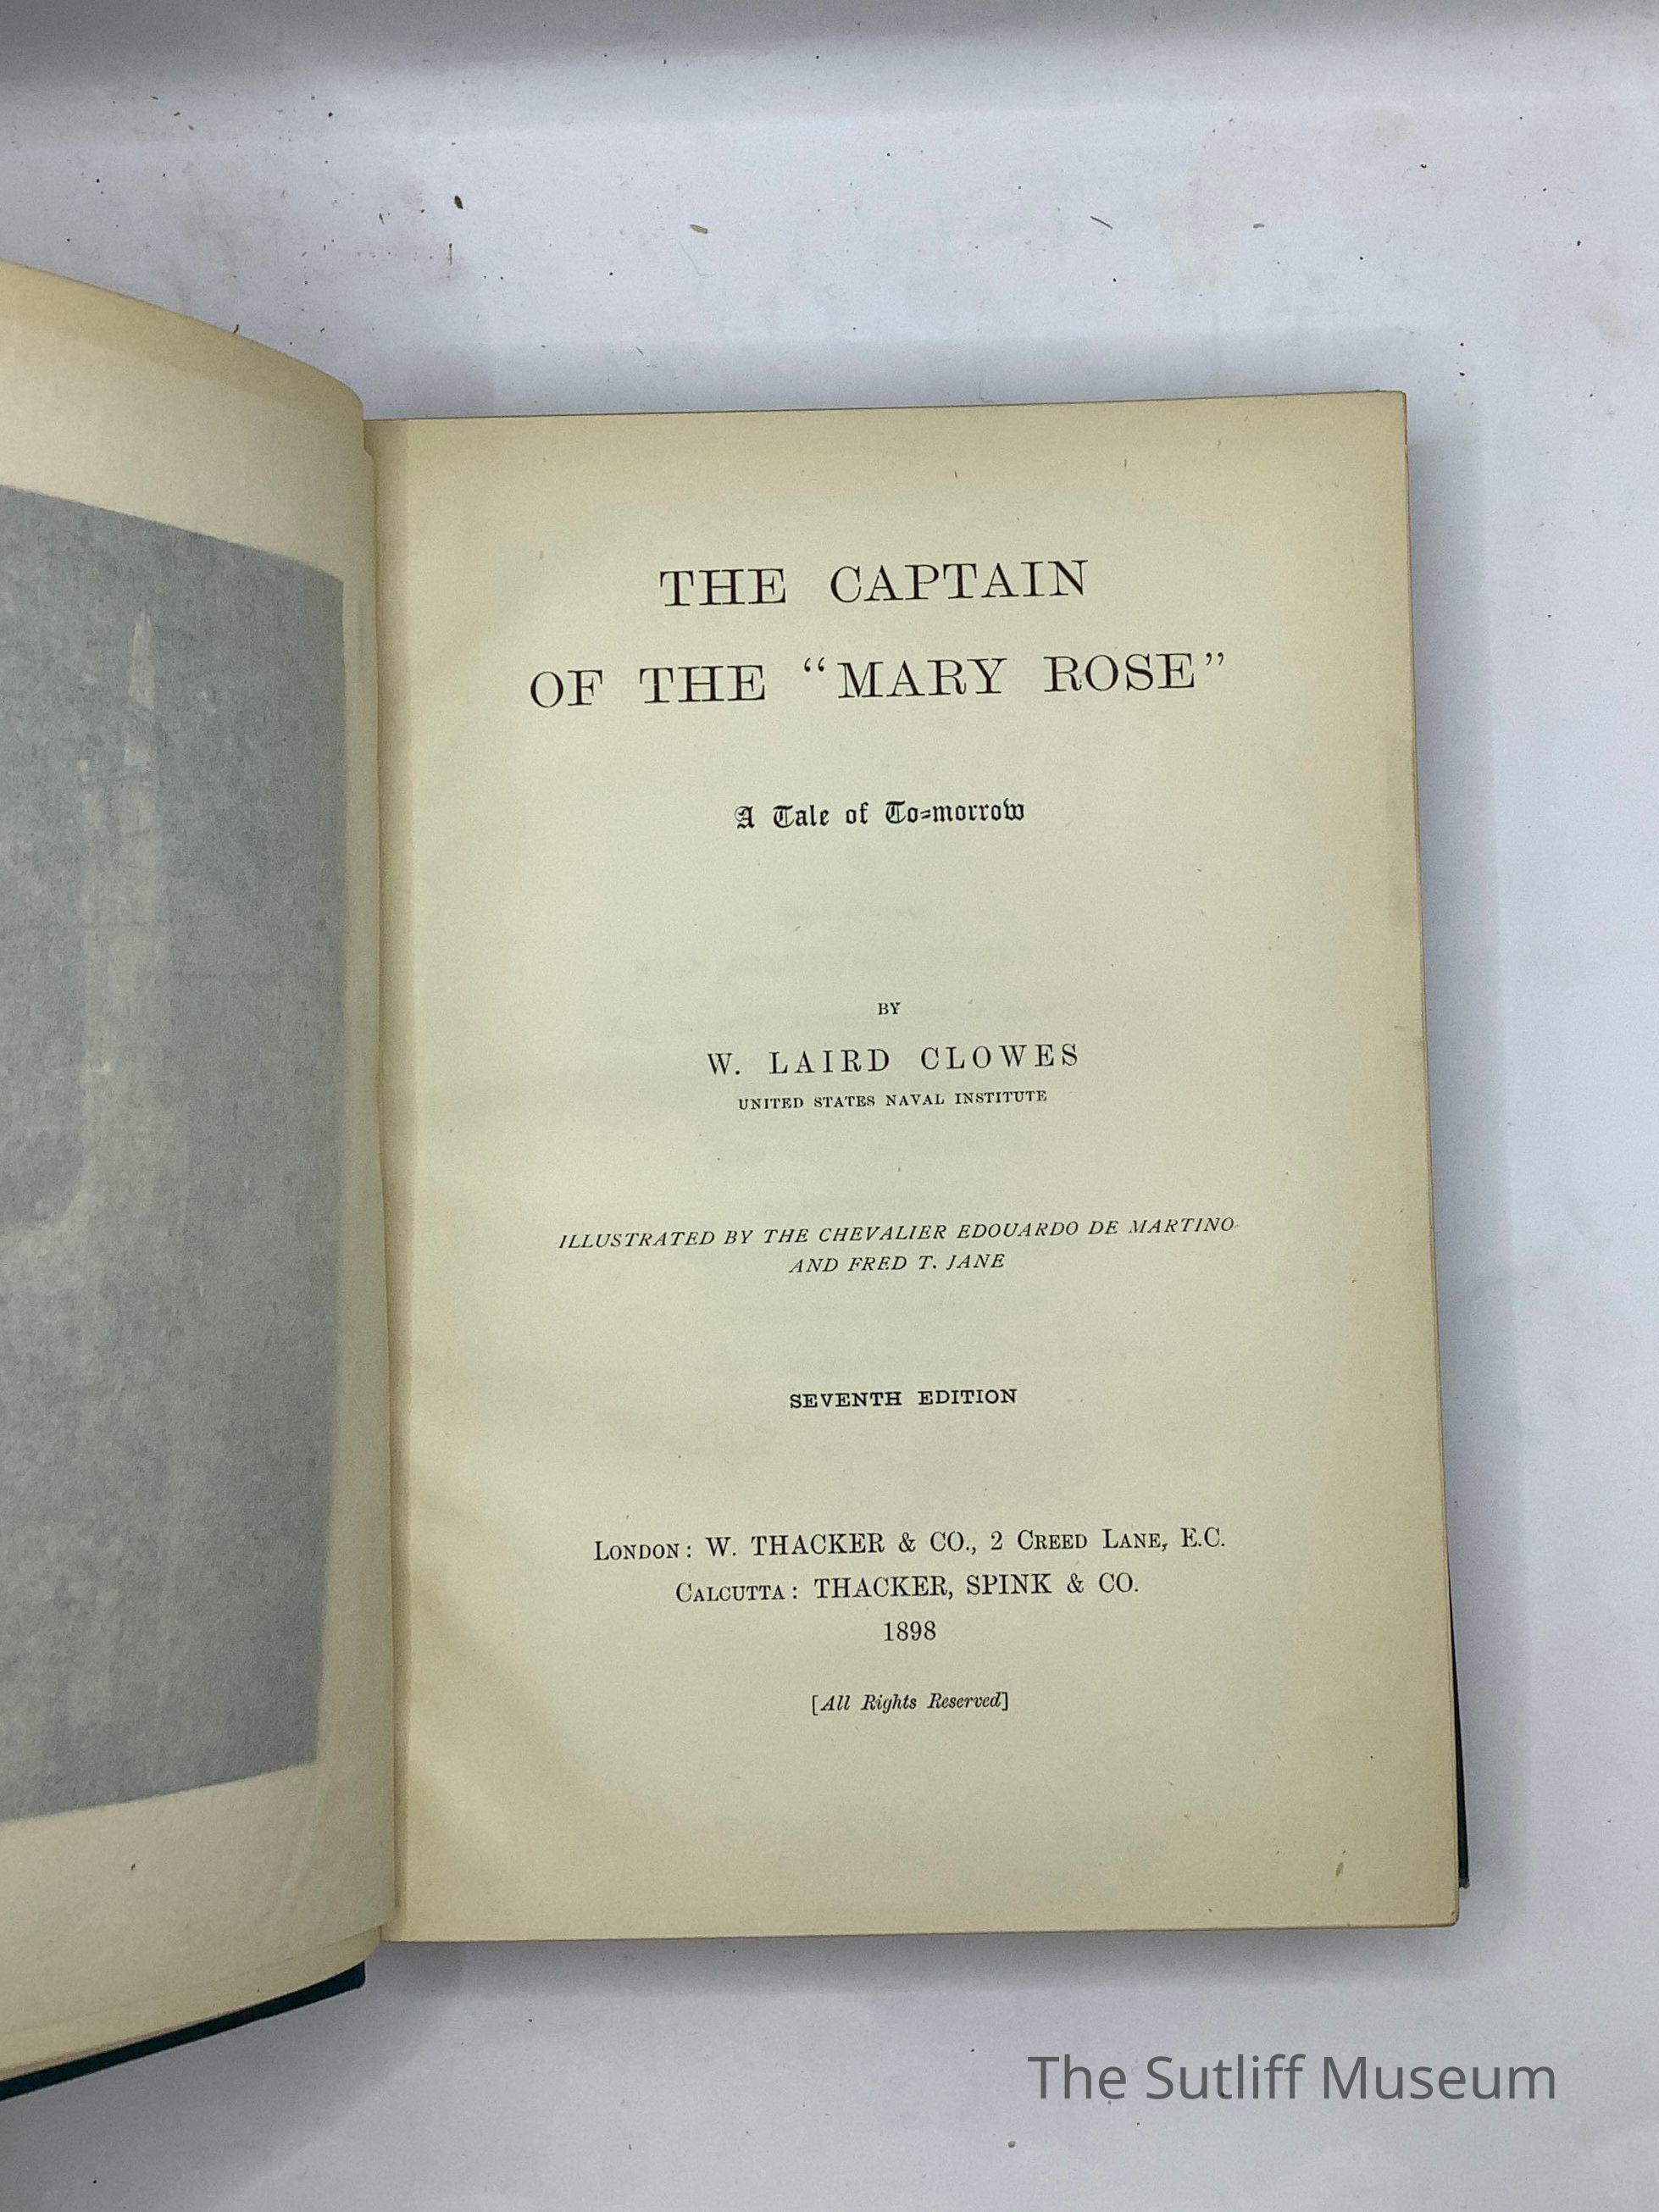 THE CAPTAIN
OF THE “MARY ROSE”
A Tale of To=morrow
BY
W. LAIRD CLOWES
UNITED STATES NAVAL INSTITUTE
ILLUSTRATED BY THE CHEVALIER EDOUARDO DE MARTINO
AND FRED T. JANE
SEVENTH EDITION
LONDON: W. THACKER & CO., 2 CREED LANE, E.C.
CALCUTTA: THACKER, SPINK & CO.
1898
[All Rights Reserved]
The Sutliff Museum